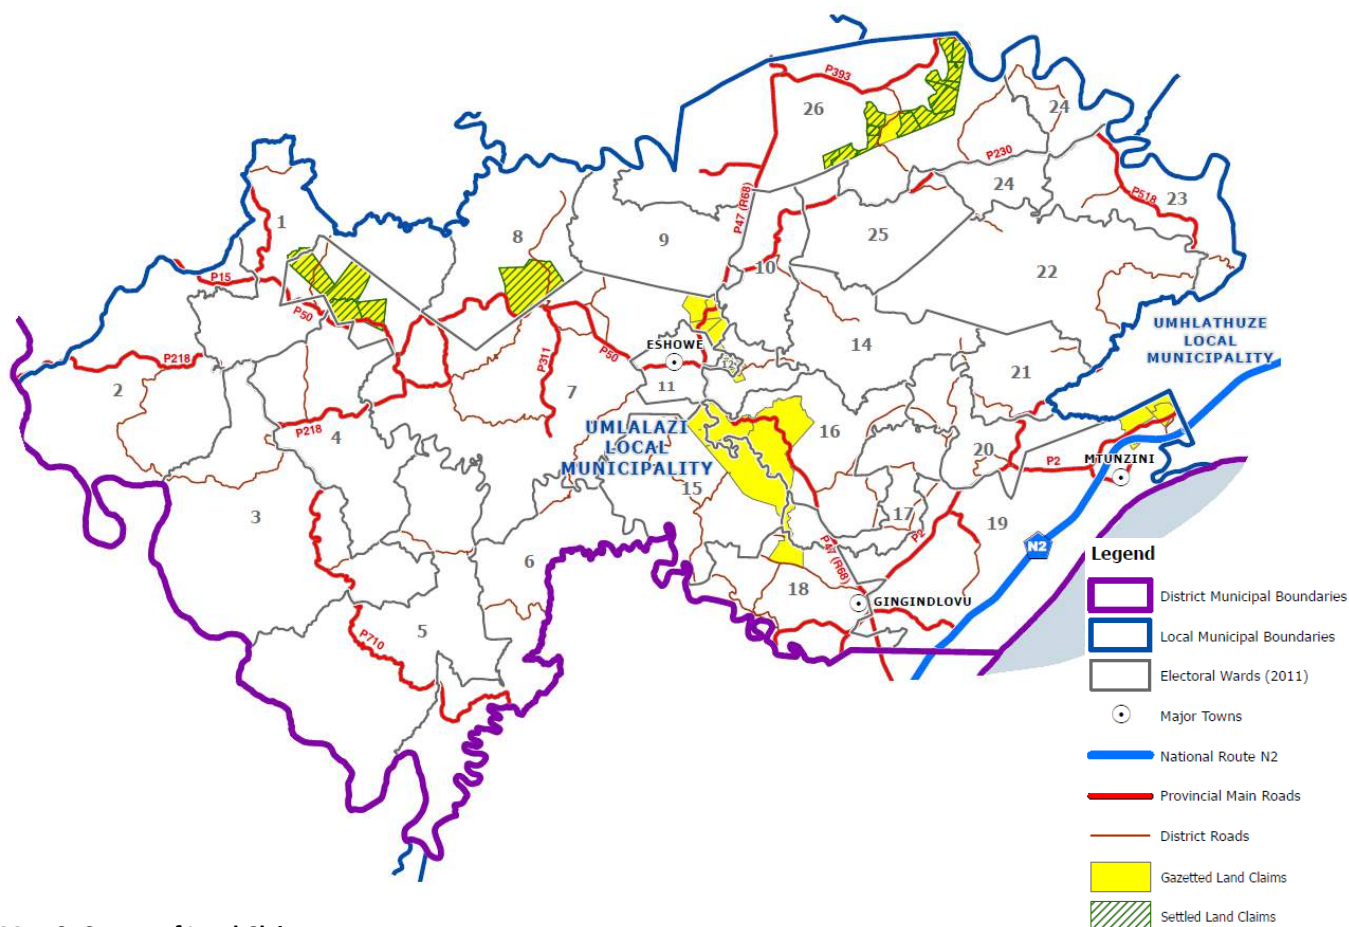 P393
26
24
P230
24
P518
23
1
8
9
P47 (R68)
25
10
22
P15
P50
UMHLATHUZE
LOCAL
MUNICIPALITY
ESHOWE
14
P218
2
P311
P50
7
11
12
21
P218
4
UMLALAZI
LOCAL
MUNICIPALITY
16
20
P2
MTUNZINI
15
3
17
P2
19
N2
6
P47 (R68)
18
GINGINDLOVU
5
P710
Legend
District Municipal Boundaries
Local Municipal Boundaries
Electoral Wards (2011)
Major Towns
National Route N2
Provincial Main Roads
District Roads
Gazetted Land Claims
Settled Land Claims